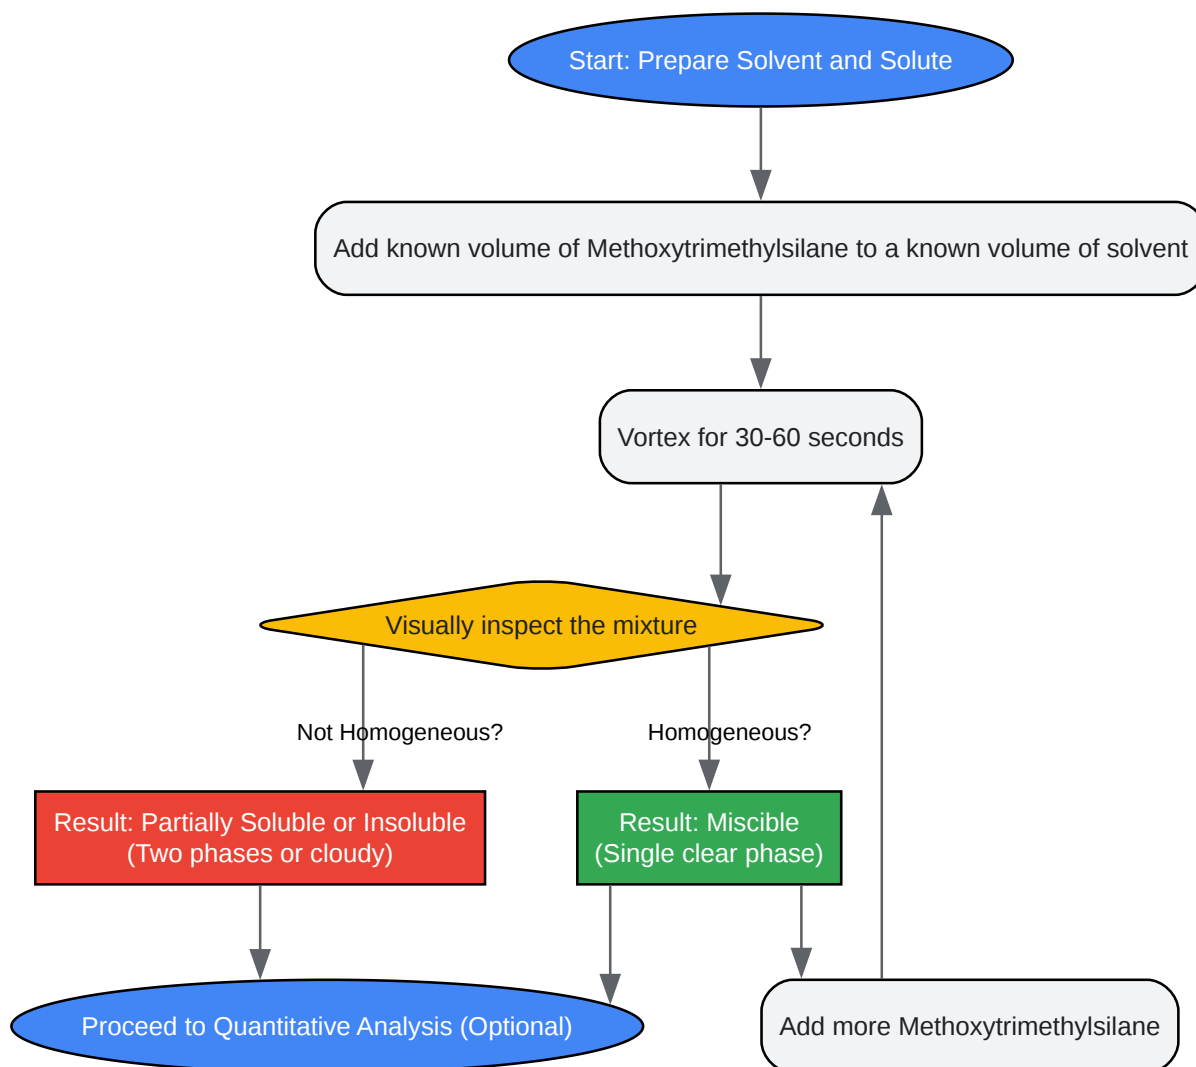 Start: Prepare Solvent and Solute
Add known volume of Methoxytrimethylsilane to a known volume of solvent
Vortex for 30-60 seconds
Visually inspect the mixture
Not Homogeneous?
Homogeneous?
Result: Partially Soluble or Insoluble
(Two phases or cloudy)
Result: Miscible
(Single clear phase)
Proceed to Quantitative Analysis (Optional)
Add more Methoxytrimethylsilane